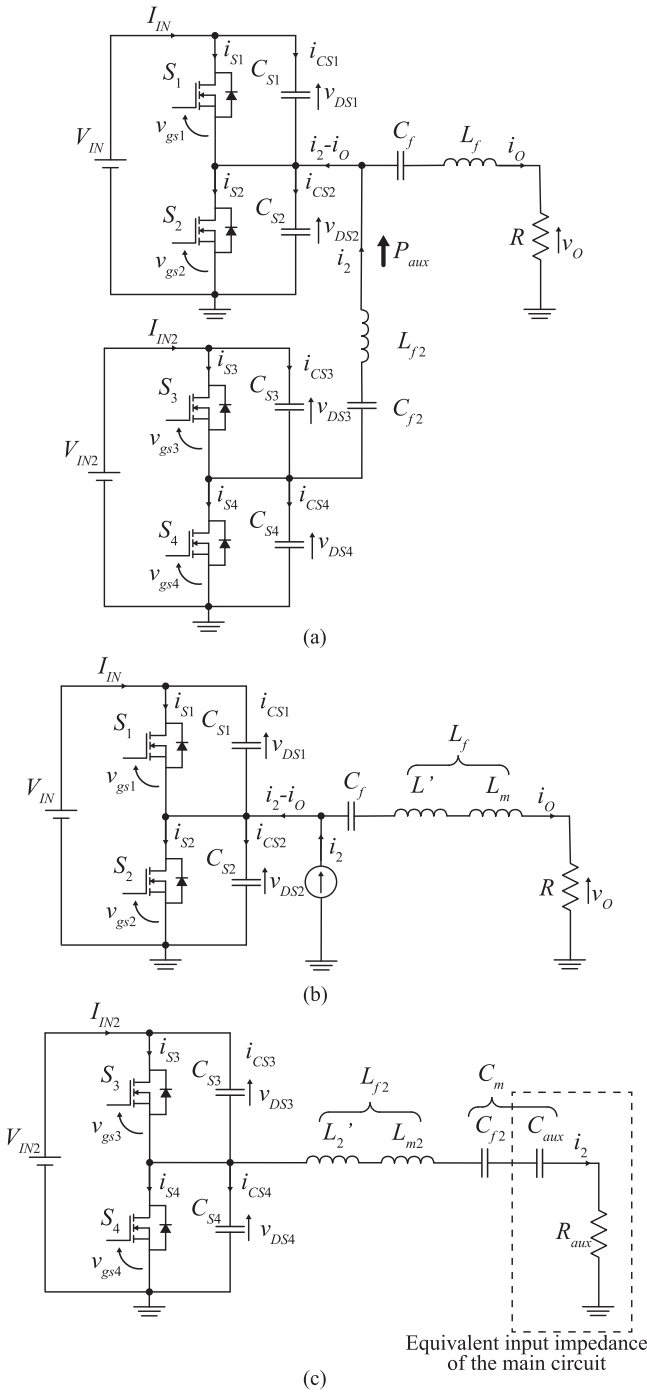 I_IN
i_S1
C_S1
i_CS1
S_1
v_DS1
v_gs1
V_IN
i_2-i_O
C_f
L_f
i_O
i_S2
C_S2
i_CS2
S_2
v_DS2
v_gs2
i_2
P_aux
R
v_O
I_IN2
i_S3
C_S3
i_CS3
L_f2
S_3
v_DS3
C_f2
v_gs3
V_IN2
i_S4
C_S4
i_CS4
S_4
v_DS4
v_gs4
(a)
I_IN
i_S1
C_S1
i_CS1
S_1
v_DS1
v_gs1
L_f
V_IN
i_2-i_O
C_f
L’
L_m
i_O
i_S2
C_S2
i_CS2
i_2
S_2
v_DS2
v_gs2
R
v_O
(b)
I_IN2
i_S3
C_S3
i_CS3
S_3
v_DS3
v_gs3
L_f2
C_m
V_IN2
L_2’
L_m2
C_f2
C_aux
i_2
i_S4
C_S4
i_CS4
S_4
v_DS4
v_gs4
R_aux
Equivalent input impedance
of the main circuit
(c)